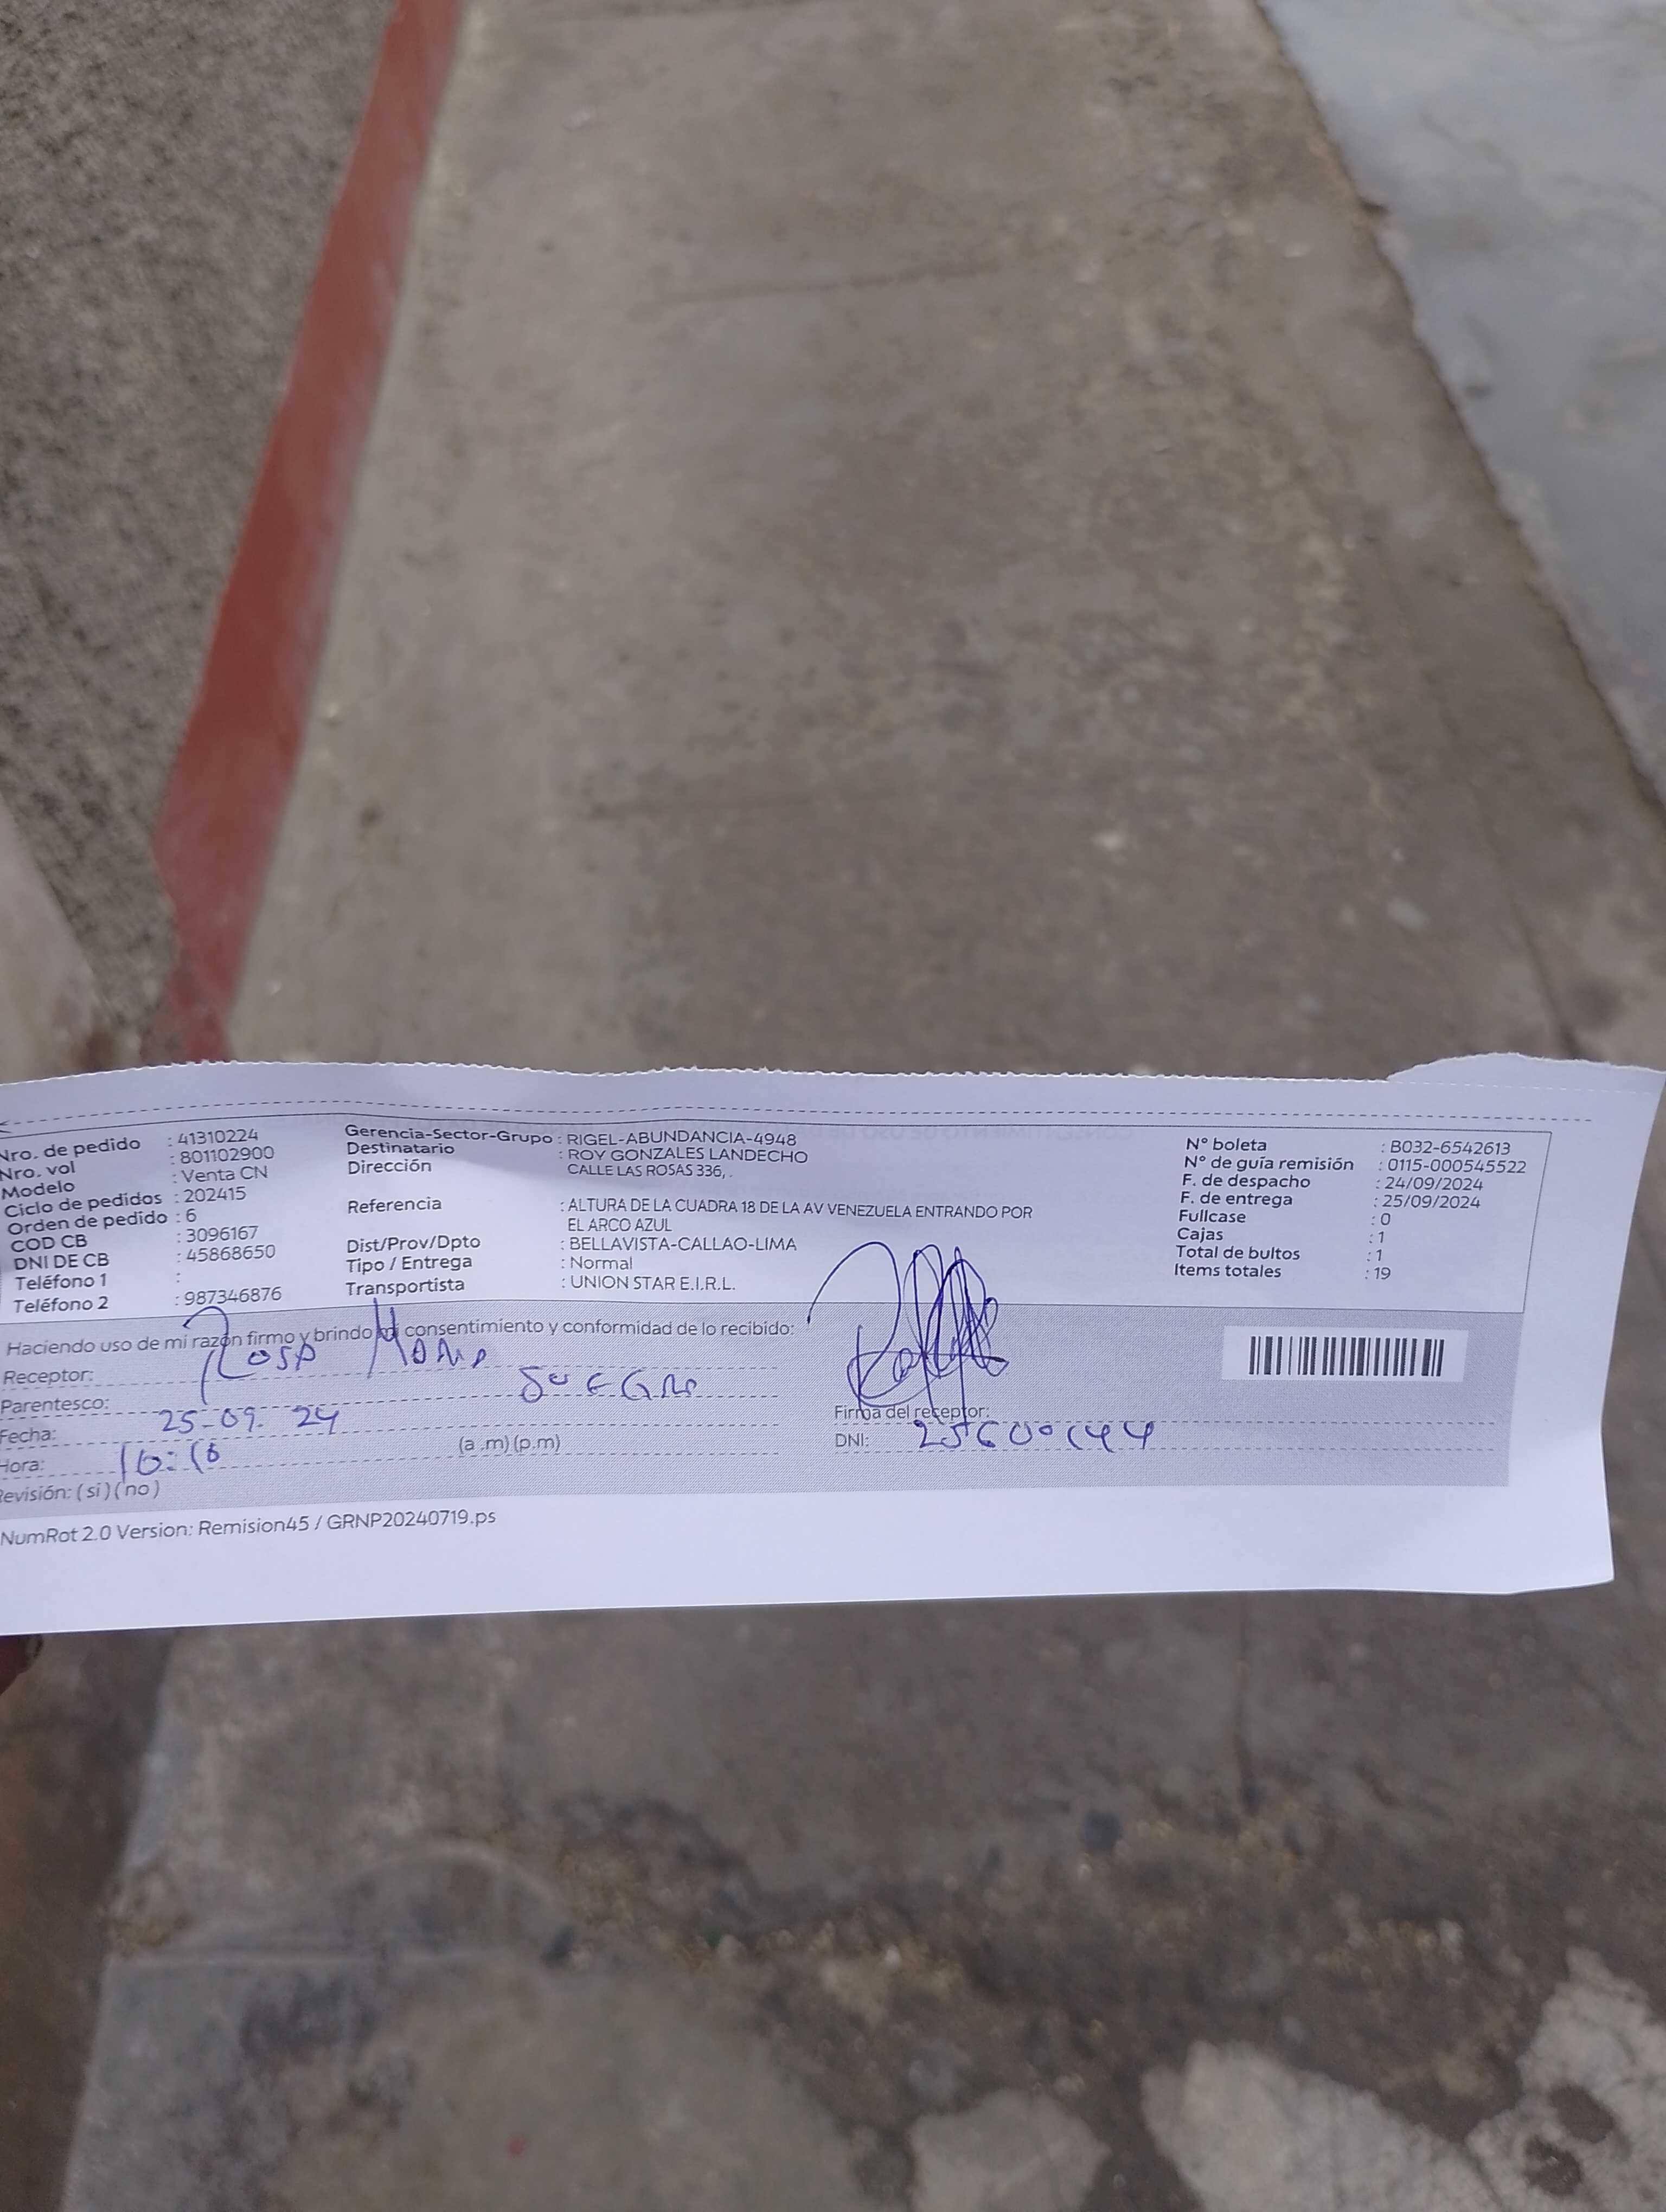 Nro. de pedido : 41310224
Nro. vol : 801102900
Modelo : Venta CN
Ciclo de pedidos : 202415
Orden de pedido : 6
COD CB : 3096167
DNI DE CB : 45868650
Teléfono 1 :
Teléfono 2 : 987346876
Gerencia-Sector-Grupo : RIGEL-ABUNDANCIA-4948
Destinatario : ROY GONZALES LANDECHO
Dirección CALLE LAS ROSAS 336, .
Referencia : ALTURA DE LA CUADRA 18 DE LA AV VENEZUELA ENTRANDO POR
EL ARCO AZUL
Dist/Prov/Dpto : BELLAVISTA-CALLAO-LIMA
Tipo / Entrega : Normal
Transportista : UNION STAR E.I.R.L.
N° boleta : B032-6542613
N° de guía remisión : 0115-000545522
F. de despacho : 24/09/2024
F. de entrega : 25/09/2024
Fullcase : 0
Cajas : 1
Total de bultos : 1
Items totales : 19
Haciendo uso de mi razón firmo y brindo mi consentimiento y conformidad de lo recibido:
Receptor: Rosa
Parentesco: SUEGRA
Fecha: 25-09-24
Hora: (a .m) (p.m)
Revisión: ( si ) ( no )
Firma del receptor:
DNI:
NumRot 2.0 Version: Remision45 / GRNP20240719.ps